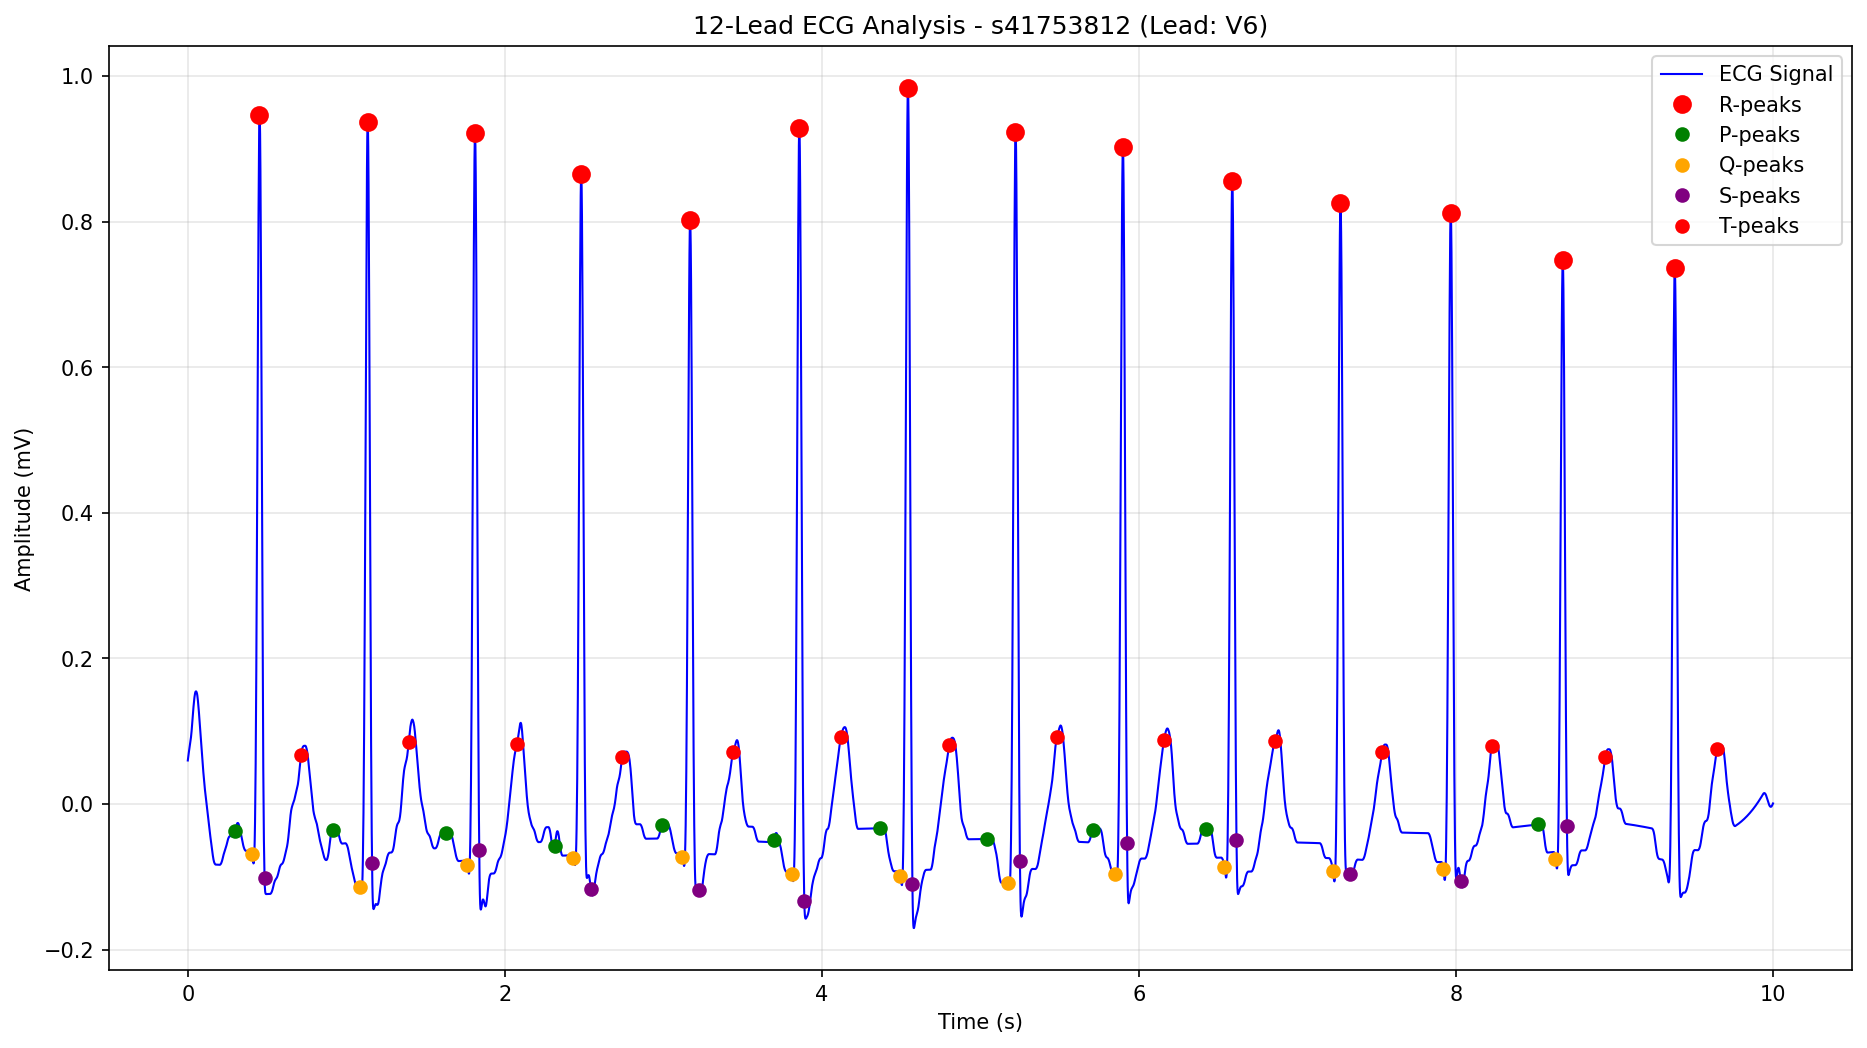 12-Lead ECG Analysis - s41753812 (Lead: V6)
ECG Signal
R-peaks
P-peaks
Q-peaks
S-peaks
T-peaks
Amplitude (mV)
1.0
0.8
0.6
0.4
0.2
0.0
−0.2
0 2 4 6 8 10
Time (s)